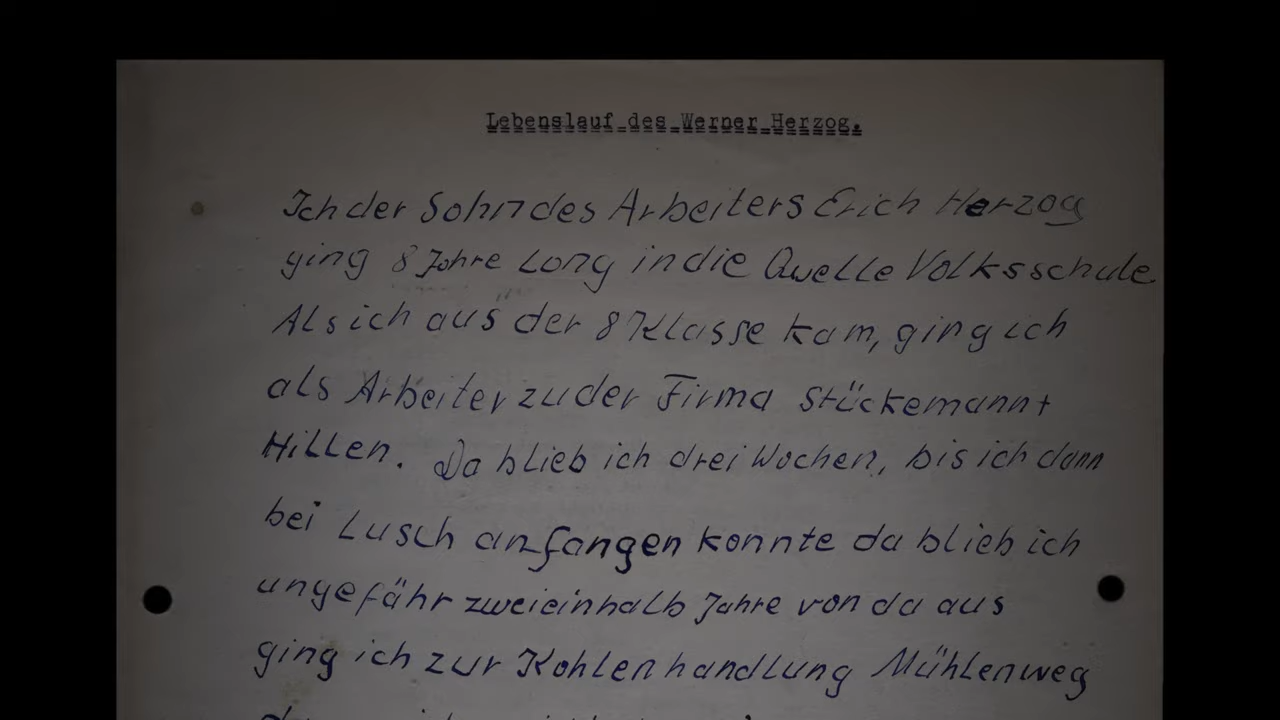 Lebenslauf des Werner Herzog.
Ich der Sohn des Arbeiters Erich Herzog
ging 8 Jahre Long in die Quelle Volksschule
Als ich aus der 8 Klasse kam, ging ich
als Arbeiter zu der Firma Stückemann +
Hillen. Da blieb ich drei Wochen, bis ich dann
bei Lusch anfangen konnte da blieb ich
ungefähr zweieinhalb Jahre von da aus
ging ich zur Kohlenhandlung Mühlenweg